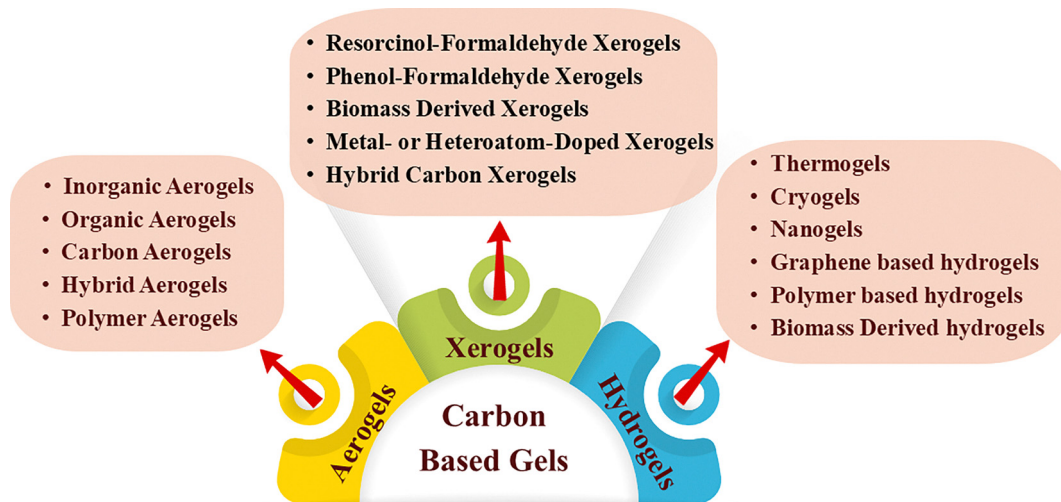 • Resorcinol-Formaldehyde Xerogels
• Phenol-Formaldehyde Xerogels
• Biomass Derived Xerogels
• Metal- or Heteroatom-Doped Xerogels
• Hybrid Carbon Xerogels
• Inorganic Aerogels
• Organic Aerogels
• Carbon Aerogels
• Hybrid Aerogels
• Polymer Aerogels
• Thermogels
• Cryogels
• Nanogels
• Graphene based hydrogels
• Polymer based hydrogels
• Biomass Derived hydrogels
Aerogels
Xerogels
Hydrogels
Carbon
Based Gels